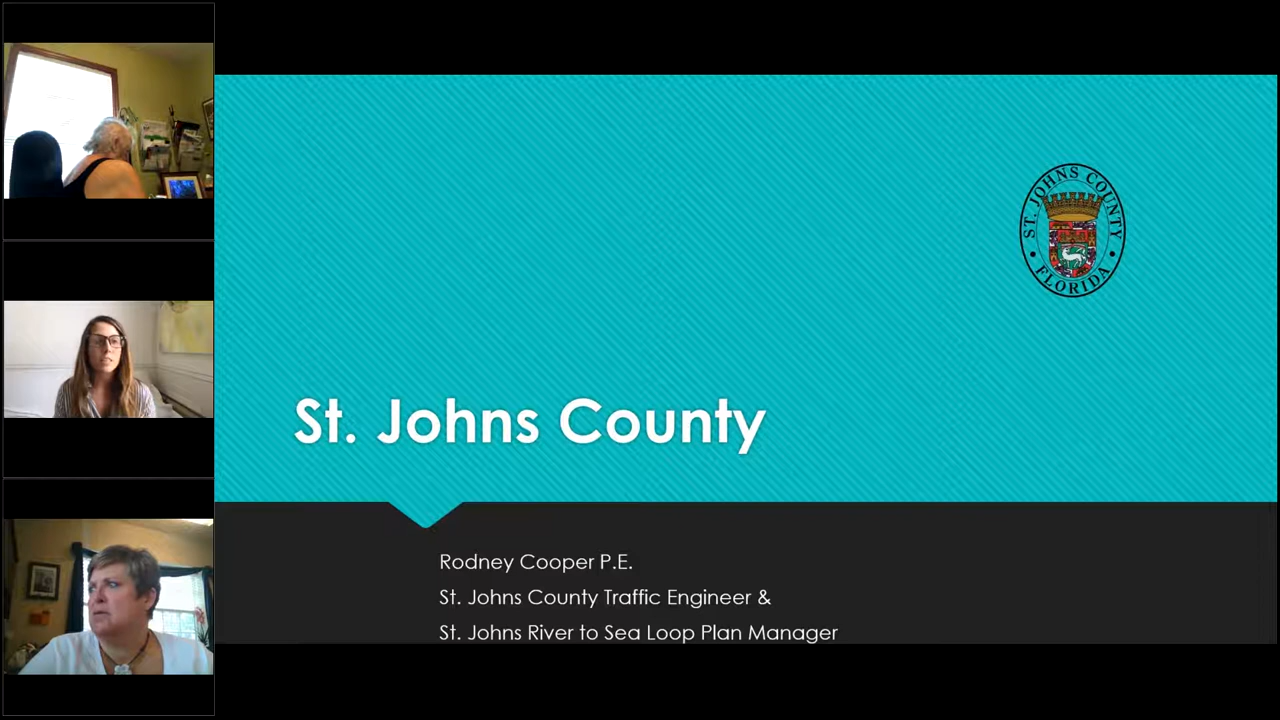 ST. JOHNS COUNTY
FLORIDA
St. Johns County
Rodney Cooper P.E.
St. Johns County Traffic Engineer &
St. Johns River to Sea Loop Plan Manager